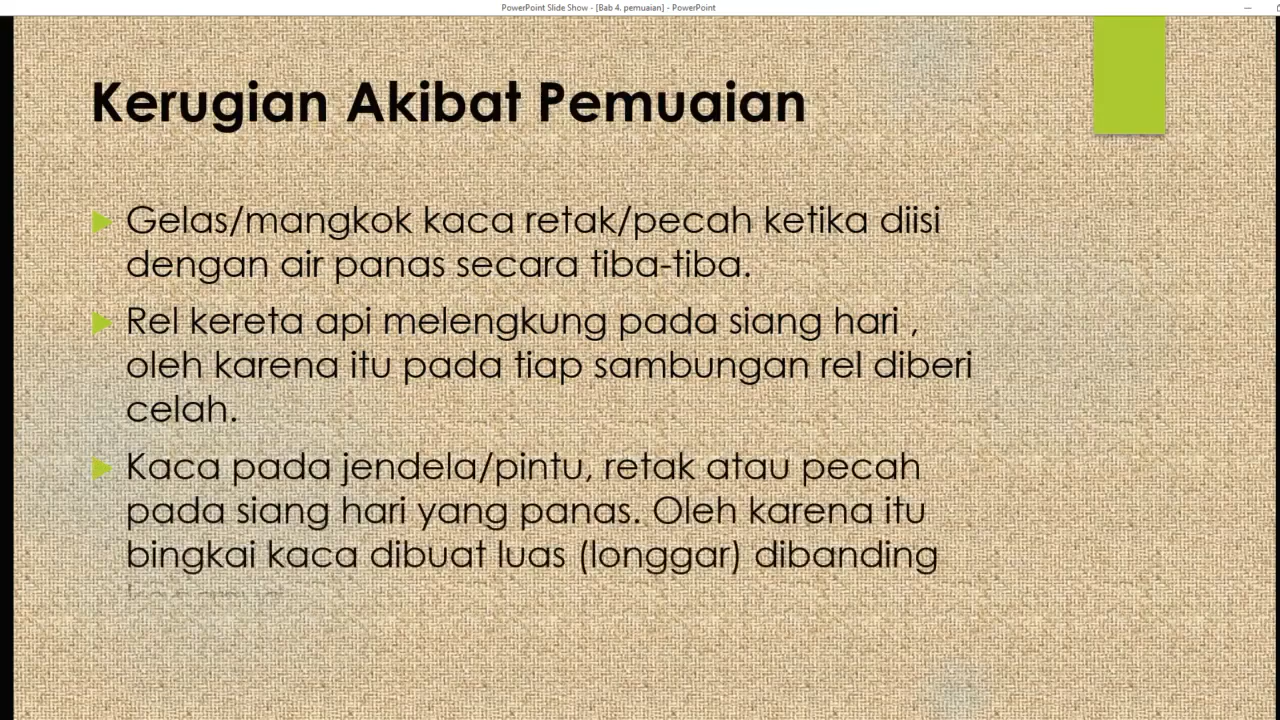 PowerPoint Slide Show - [Bab 4. pemuaian] - PowerPoint
Kerugian Akibat Pemuaian
Gelas/mangkok kaca retak/pecah ketika diisi
dengan air panas secara tiba-tiba.
Rel kereta api melengkung pada siang hari ,
oleh karena itu pada tiap sambungan rel diberi
celah.
Kaca pada jendela/pintu, retak atau pecah
pada siang hari yang panas. Oleh karena itu
bingkai kaca dibuat luas (longgar) dibanding